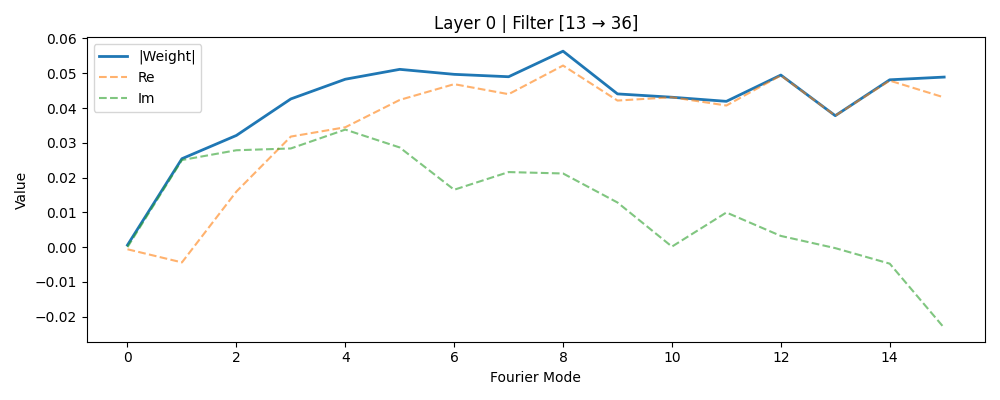 Layer 0 | Filter [13 → 36]
|Weight|
Re
Im
0.06
0.05
0.04
0.03
0.02
0.01
0.00
−0.01
−0.02
Value
0 2 4 6 8 10 12 14
Fourier Mode